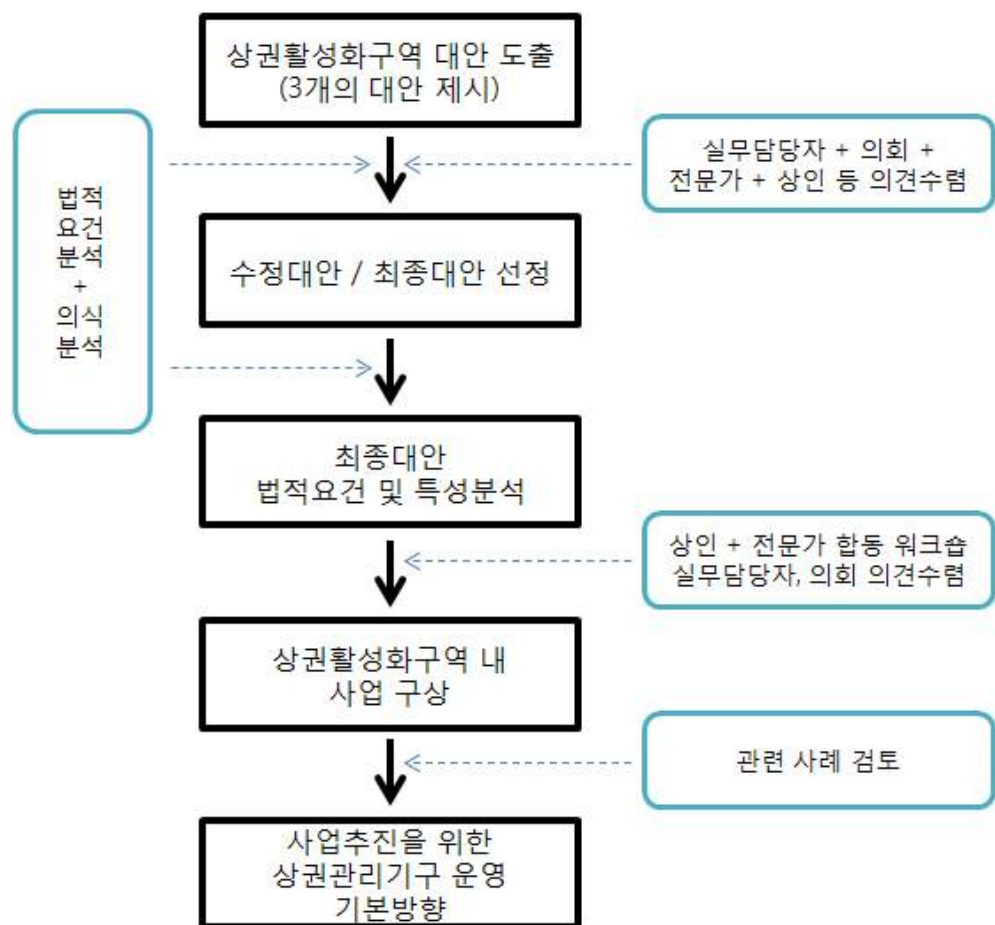 상권활성화구역 대안 도출
(3개의 대안 제시)
법적
요건
분석
+
의식
분석
실무담당자 + 의회 +
전문가 + 상인 등 의견수렴
수정대안 / 최종대안 선정
최종대안
법적요건 및 특성분석
상인 + 전문가 합동 워크숍
실무담당자, 의회 의견수렴
상권활성화구역 내
사업 구상
관련 사례 검토
사업추진을 위한
상권관리기구 운영
기본방향